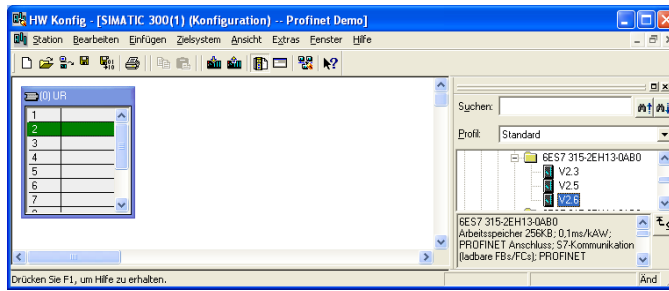 HW Konfig - [SIMATIC 300(1) (Konfiguration) -- Profinet Demo]
Station Bearbeiten Einfügen Zielsystem Ansicht Extras Fenster Hilfe
(0) UR
1
2
3
4
5
6
7
Suchen:
Profil: Standard
6ES7 315-2EH13-0AB0
V2.3
V2.5
V2.6
6ES7 315-2EH13-0AB0
Arbeitsspeicher 256KB; 0,1ms/kAW;
PROFINET Anschluss; S7-Kommunikation
(ladbare FBs/FCs); PROFINET
Drücken Sie F1, um Hilfe zu erhalten.
Änd